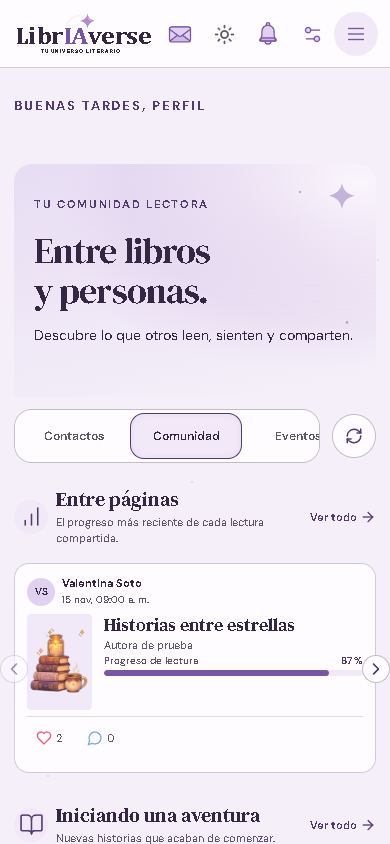 LibrIAverse
TU UNIVERSO LITERARIO
BUENAS TARDES, PERFIL
TU COMUNIDAD LECTORA
Entre libros
y personas.
Descubre lo que otros leen, sienten y comparten.
Contactos
Comunidad
Eventos
Entre páginas
El progreso más reciente de cada lectura
compartida.
Ver todo
VS
Valentina Soto
15 nov, 09:00 a. m.
Historias entre estrellas
Autora de prueba
Progreso de lectura
87%
2
0
Iniciando una aventura
Nuevas historias que acaban de comenzar.
Ver todo